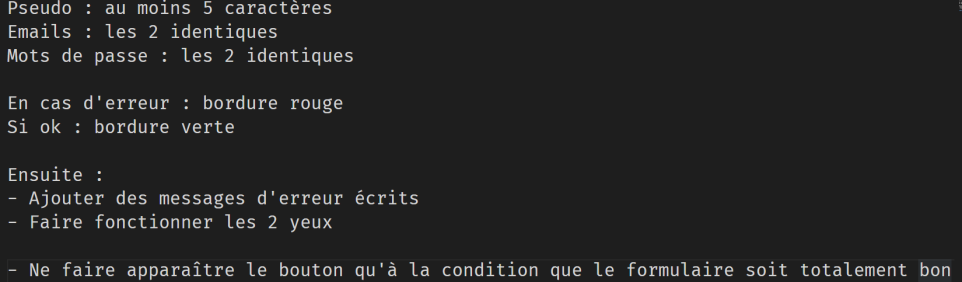 Pseudo : au moins 5 caractères
Emails : les 2 identiques
Mots de passe : les 2 identiques
En cas d'erreur : bordure rouge
Si ok : bordure verte
Ensuite :
- Ajouter des messages d'erreur écrits
- Faire fonctionner les 2 yeux
- Ne faire apparaître le bouton qu'à la condition que le formulaire soit totalement bon